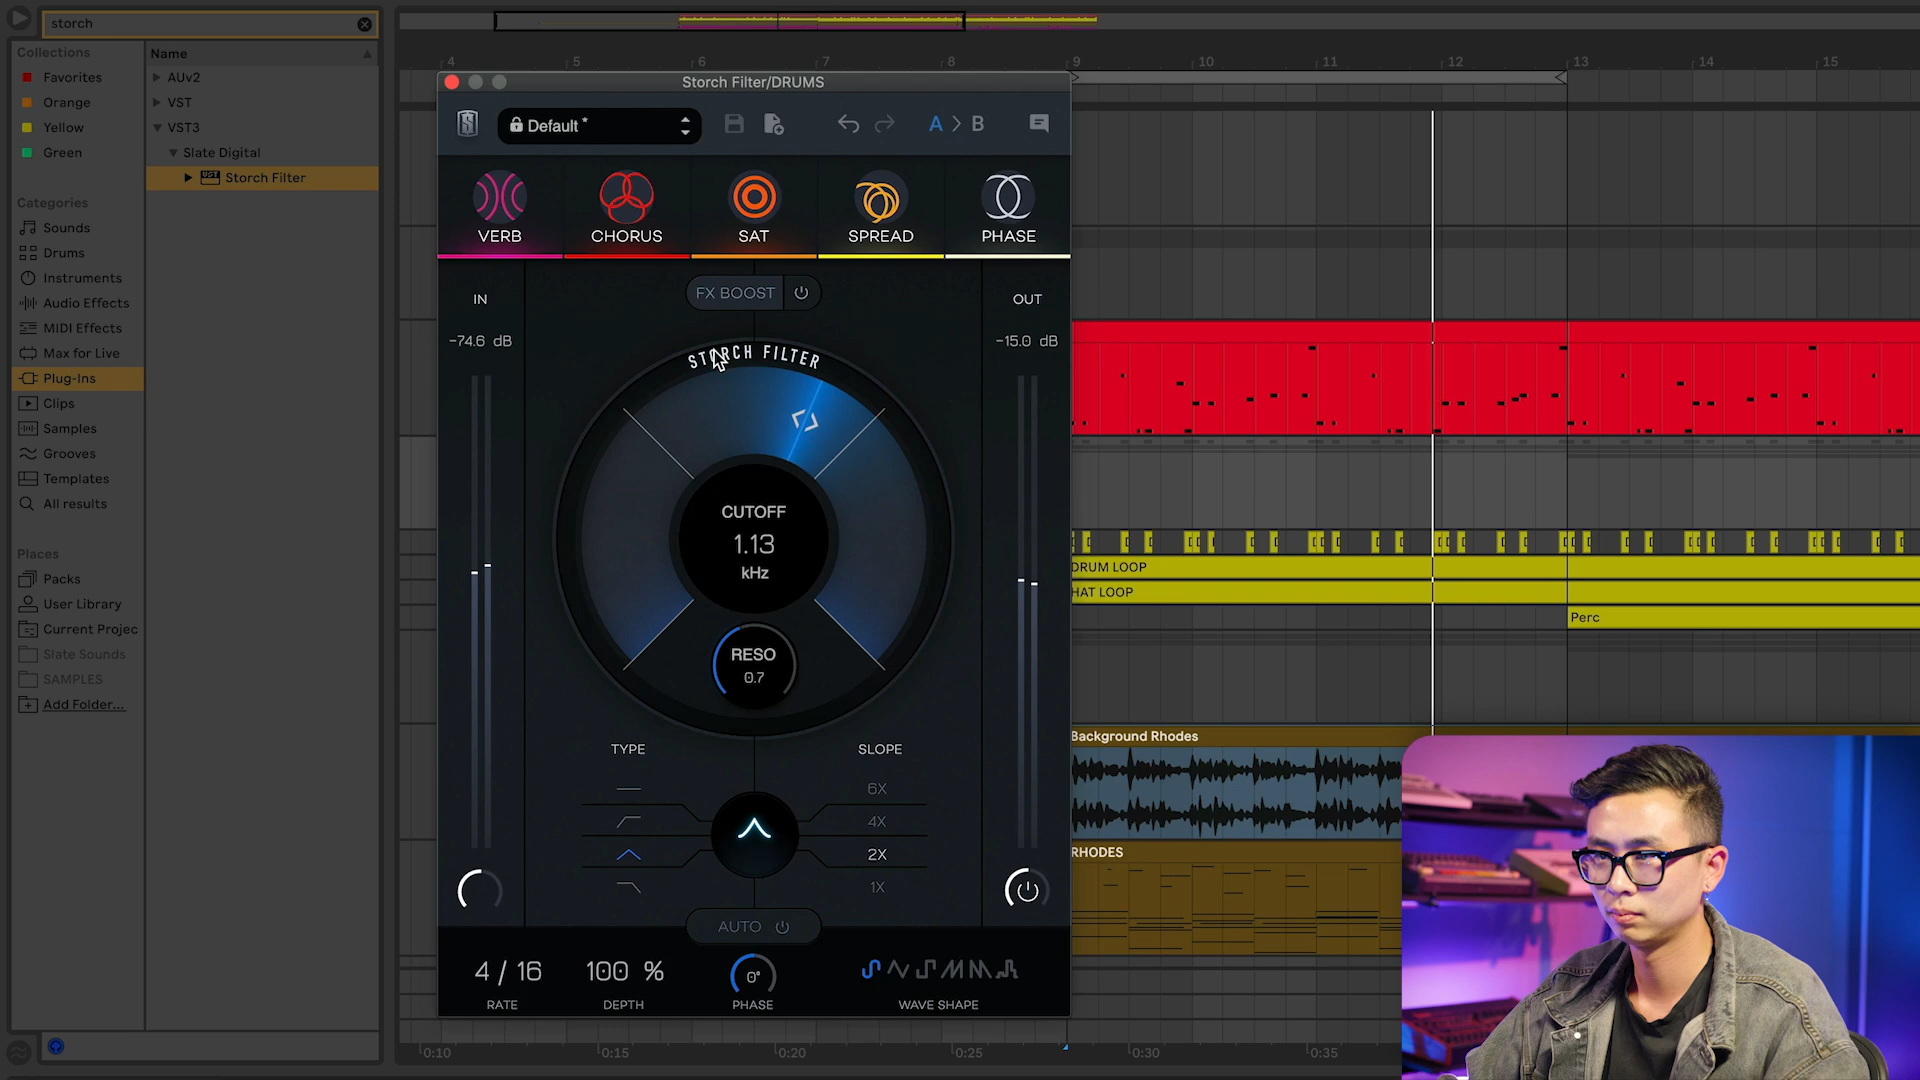 storch
Collections
Favorites
Orange
Yellow
Green
Categories
Sounds
Drums
Instruments
Audio Effects
MIDI Effects
Max for Live
Plug-Ins
Clips
Samples
Grooves
Templates
All results
Places
Packs
User Library
Current Projec
Slate Sounds
SAMPLES
Add Folder...
Name
AUv2
VST
VST3
Slate Digital
VST
Storch Filter
4 5 6 7 8 9 10 11 12 13 14 15
Storch Filter/DRUMS
Default *
A > B
VERB CHORUS SAT SPREAD PHASE
FX BOOST
IN
-74.6 dB
OUT
-15.0 dB
STORCH FILTER
CUTOFF
1.13
kHz
RESO
0.7
TYPE
SLOPE
6X
4X
2X
1X
AUTO
4 / 16
RATE
100 %
DEPTH
0°
PHASE
WAVE SHAPE
DRUM LOOP
HAT LOOP
Perc
Background Rhodes
RHODES
0:10 0:15 0:20 0:25 0:30 0:35